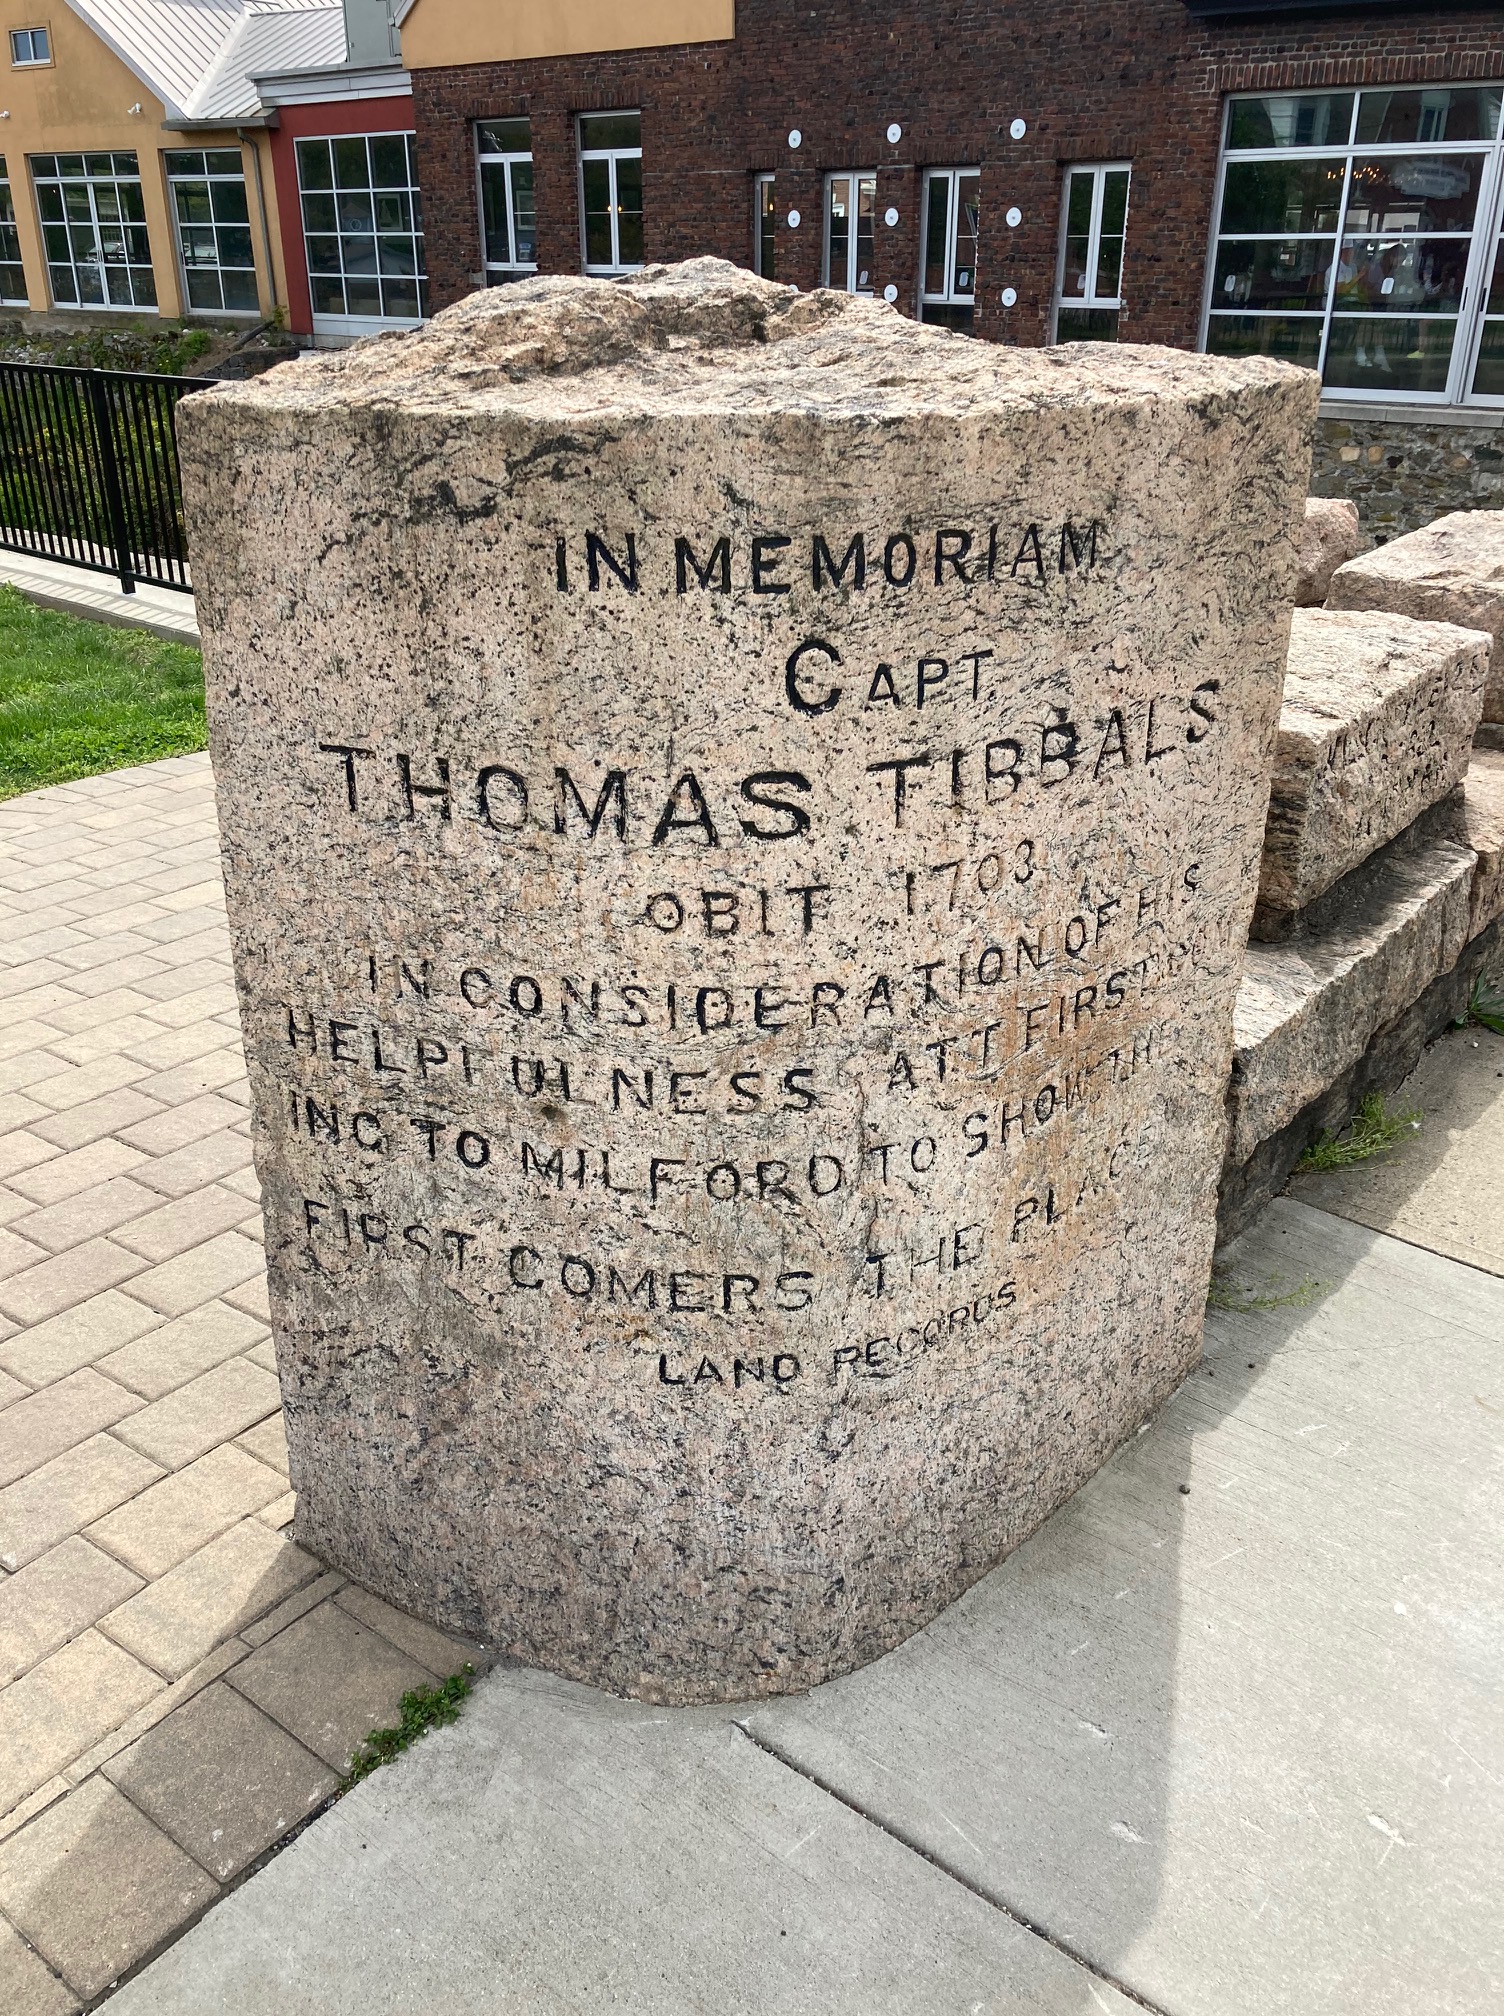 IN MEMORIAM
CAPT.
THOMAS TIBBALS
OBIT 1703
IN CONSIDERATION OF HIS
HELPFULNESS ATT FIRST COM
ING TO MILFORD TO SHOW THE
FIRST COMERS THE PLACE
LAND RECORDS.